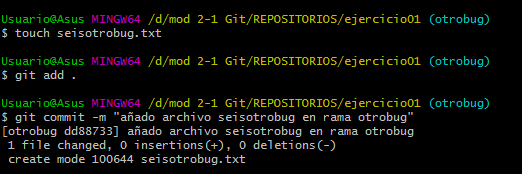 Usuario@Asus MINGW64 /d/mod 2-1 Git/REPOSITORIOS/ejercicio01 (otrobug)
$ touch seisotrobug.txt
Usuario@Asus MINGW64 /d/mod 2-1 Git/REPOSITORIOS/ejercicio01 (otrobug)
$ git add .
Usuario@Asus MINGW64 /d/mod 2-1 Git/REPOSITORIOS/ejercicio01 (otrobug)
$ git commit -m "añado archivo seisotrobug en rama otrobug"
[otrobug dd88733] añado archivo seisotrobug en rama otrobug
1 file changed, 0 insertions(+), 0 deletions(-)
create mode 100644 seisotrobug.txt